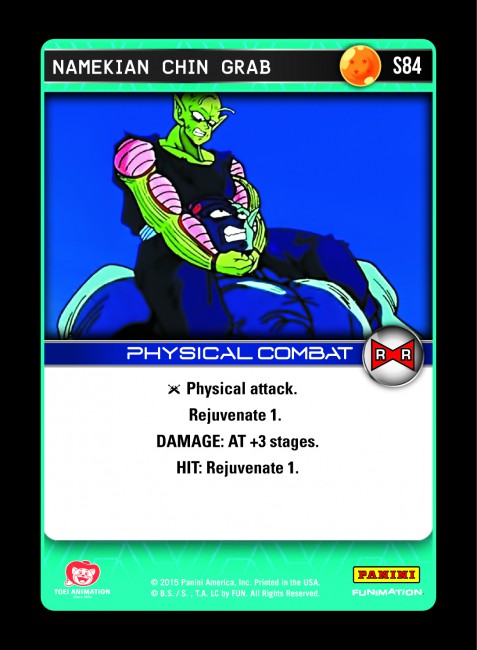 NAMEKIAN CHIN GRAB
S84
PHYSICAL COMBAT
R R
Physical attack.
Rejuvenate 1.
DAMAGE: AT +3 stages.
HIT: Rejuvenate 1.
TOEI ANIMATION
© 2015 Panini America, Inc. Printed in the USA.
© B.S. / S. , T.A. LC by FUN. All Rights Reserved.
PANINI
FUNIMATION